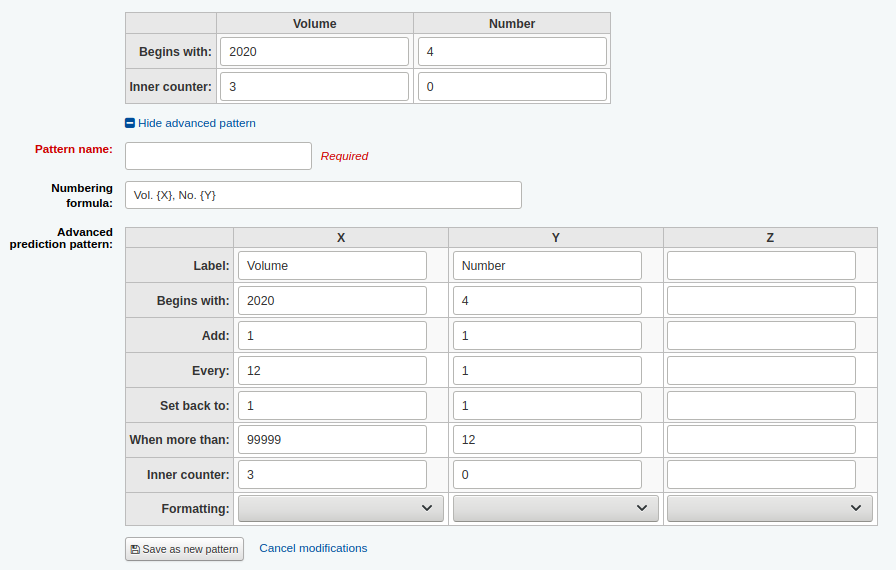 Volume Number
Begins with: 2020 4
Inner counter: 3 0
Hide advanced pattern
Pattern name: Required
Numbering
formula: Vol. {X}, No. {Y}
Advanced
prediction pattern:
X Y Z
Label: Volume Number
Begins with: 2020 4
Add: 1 1
Every: 12 1
Set back to: 1 1
When more than: 99999 12
Inner counter: 3 0
Formatting:
Save as new pattern Cancel modifications